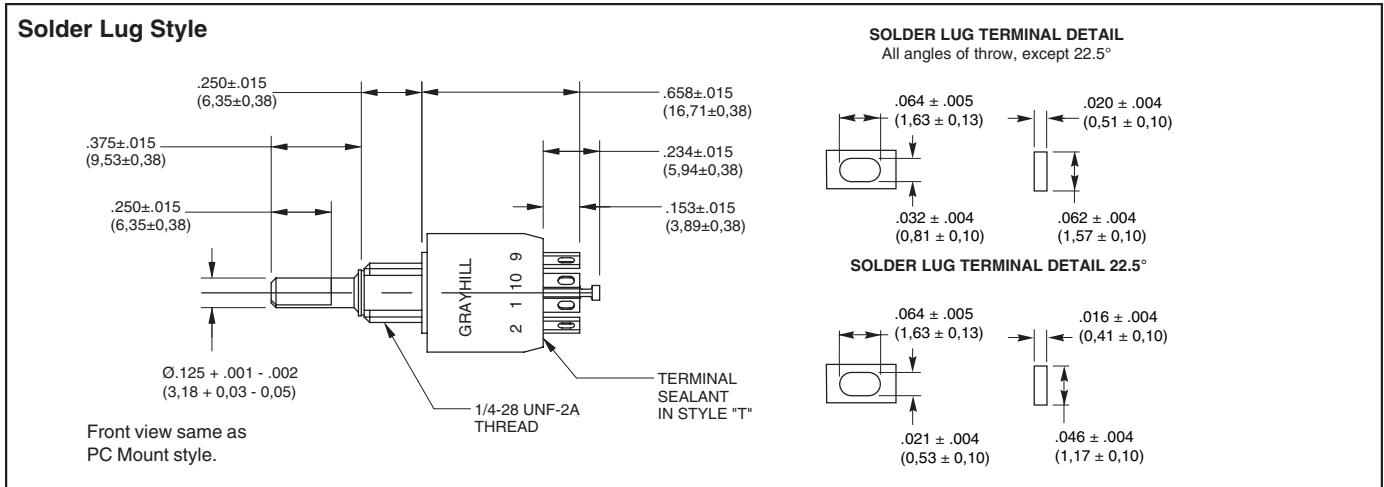 Solder Lug Style
.250±.015
(6,35±0,38)
.658±.015
(16,71±0,38)
.375±.015
(9,53±0,38)
.234±.015
(5,94±0,38)
.250±.015
(6,35±0,38)
.153±.015
(3,89±0,38)
GRAYHILL
2 1 10 9
Ø.125 + .001 - .002
(3,18 + 0,03 - 0,05)
1/4-28 UNF-2A
THREAD
TERMINAL
SEALANT
IN STYLE "T"
Front view same as
PC Mount style.
SOLDER LUG TERMINAL DETAIL
All angles of throw, except 22.5°
.064 ± .005
(1,63 ± 0,13)
.020 ± .004
(0,51 ± 0,10)
.032 ± .004
(0,81 ± 0,10)
.062 ± .004
(1,57 ± 0,10)
SOLDER LUG TERMINAL DETAIL 22.5°
.064 ± .005
(1,63 ± 0,13)
.016 ± .004
(0,41 ± 0,10)
.021 ± .004
(0,53 ± 0,10)
.046 ± .004
(1,17 ± 0,10)